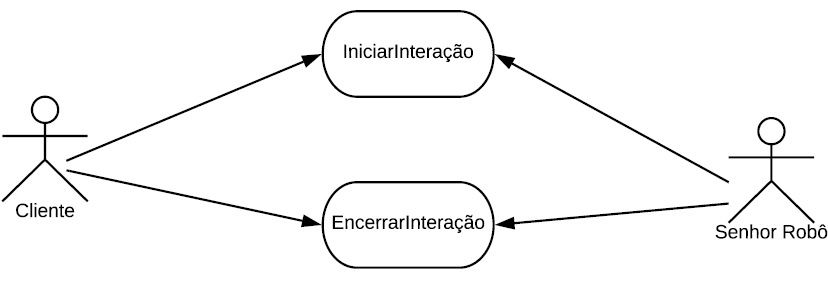 IniciarInteração
Cliente
EncerrarInteração
Senhor Robô